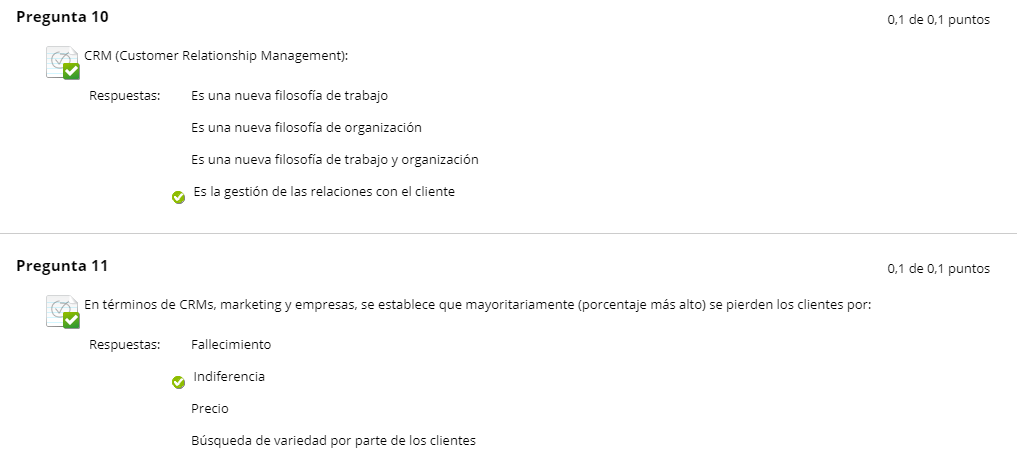 Pregunta 10
0,1 de 0,1 puntos
CRM (Customer Relationship Management):
Respuestas:
Es una nueva filosofía de trabajo
Es una nueva filosofía de organización
Es una nueva filosofía de trabajo y organización
Es la gestión de las relaciones con el cliente
Pregunta 11
0,1 de 0,1 puntos
En términos de CRMs, marketing y empresas, se establece que mayoritariamente (porcentaje más alto) se pierden los clientes por:
Respuestas:
Fallecimiento
Indiferencia
Precio
Búsqueda de variedad por parte de los clientes